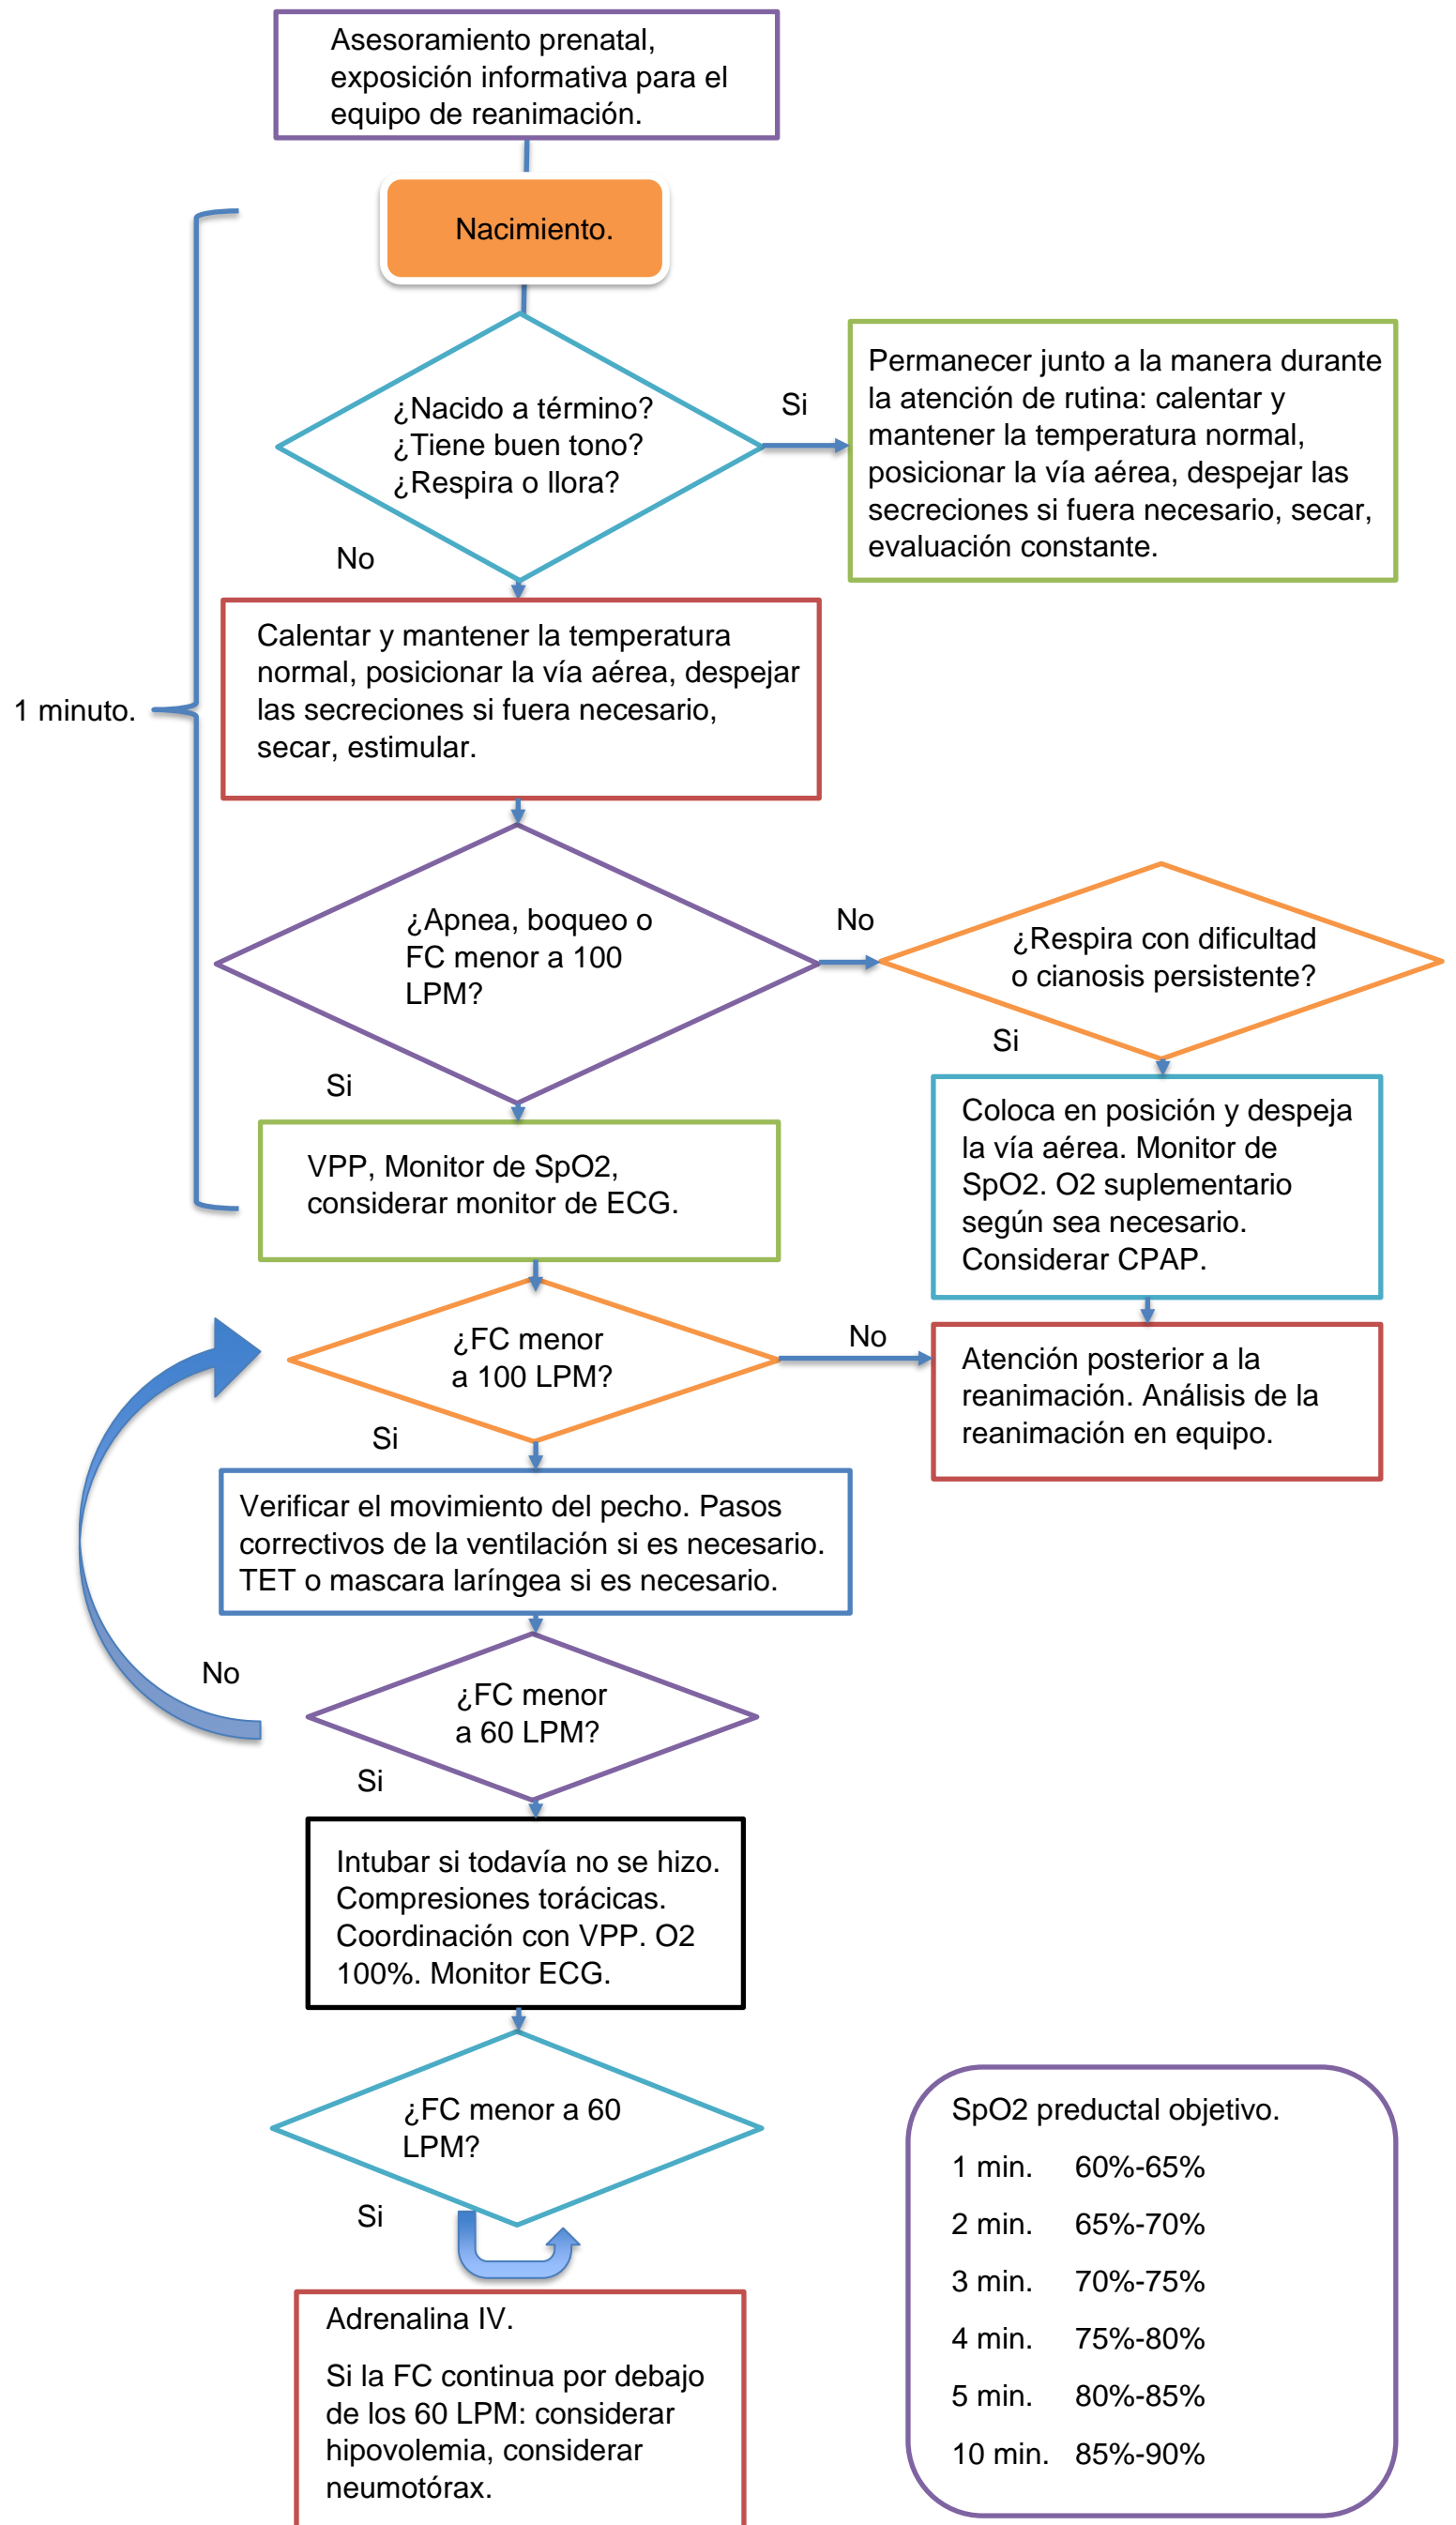 Asesoramiento prenatal,
exposición informativa para el
equipo de reanimación.
Nacimiento.
¿Nacido a término?
¿Tiene buen tono?
¿Respira o llora?
Si
Permanecer junto a la manera durante
la atención de rutina: calentar y
mantener la temperatura normal,
posicionar la vía aérea, despejar las
secreciones si fuera necesario, secar,
evaluación constante.
No
Calentar y mantener la temperatura
normal, posicionar la vía aérea, despejar
las secreciones si fuera necesario,
secar, estimular.
1 minuto.
¿Apnea, boqueo o
FC menor a 100
LPM?
No
¿Respira con dificultad
o cianosis persistente?
Si
Si
Coloca en posición y despeja
la vía aérea. Monitor de
SpO2. O2 suplementario
según sea necesario.
Considerar CPAP.
VPP, Monitor de SpO2,
considerar monitor de ECG.
¿FC menor
a 100 LPM?
No
Atención posterior a la
reanimación. Análisis de la
reanimación en equipo.
Si
Verificar el movimiento del pecho. Pasos
correctivos de la ventilación si es necesario.
TET o mascara laríngea si es necesario.
No
¿FC menor
a 60 LPM?
Si
Intubar si todavía no se hizo.
Compresiones torácicas.
Coordinación con VPP. O2
100%. Monitor ECG.
¿FC menor a 60
LPM?
Si
Adrenalina IV.
Si la FC continua por debajo
de los 60 LPM: considerar
hipovolemia, considerar
neumotórax.
SpO2 preductal objetivo.
1 min. 60%-65%
2 min. 65%-70%
3 min. 70%-75%
4 min. 75%-80%
5 min. 80%-85%
10 min. 85%-90%